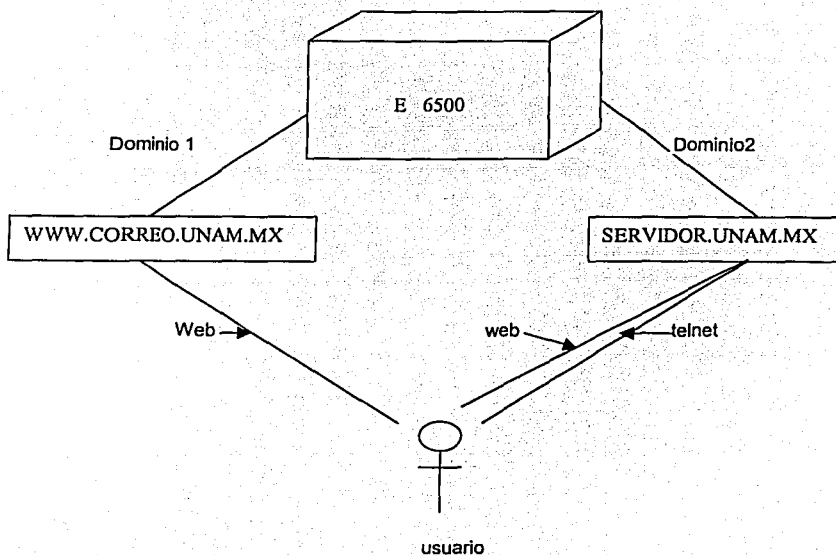 E 6500
Dominio 1
Dominio2
WWW.CORREO.UNAM.MX
SERVIDOR.UNAM.MX
Web
web
telnet
usuario